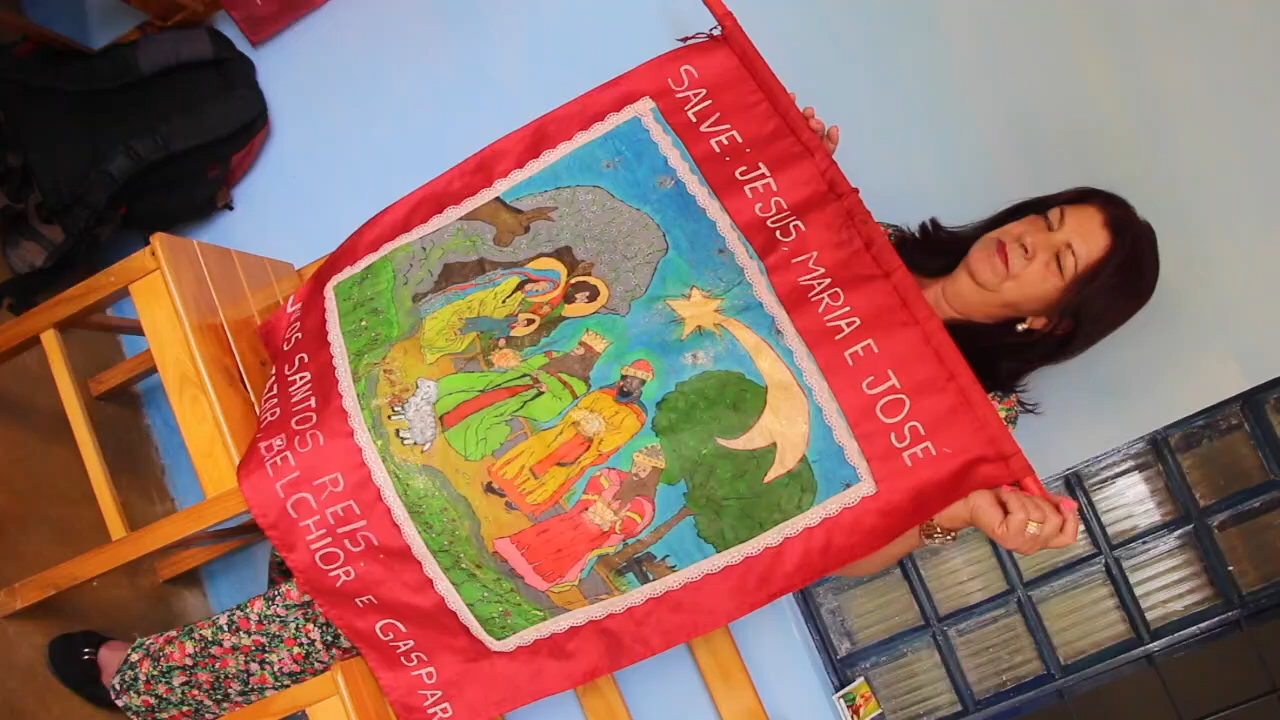 SALVE: JESUS, MARIA E JOSÉ
OS SANTOS REIS:
BELCHIOR E GASPAR